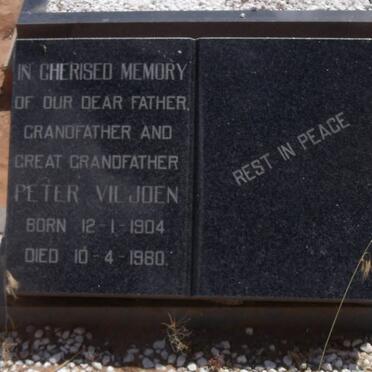 IN CHERISED MEMORY
OF OUR DEAR FATHER,
GRANDFATHER AND
GREAT GRANDFATHER
PETER VILJOEN
BORN 12-1-1904
DIED 10-4-1980.
REST IN PEACE